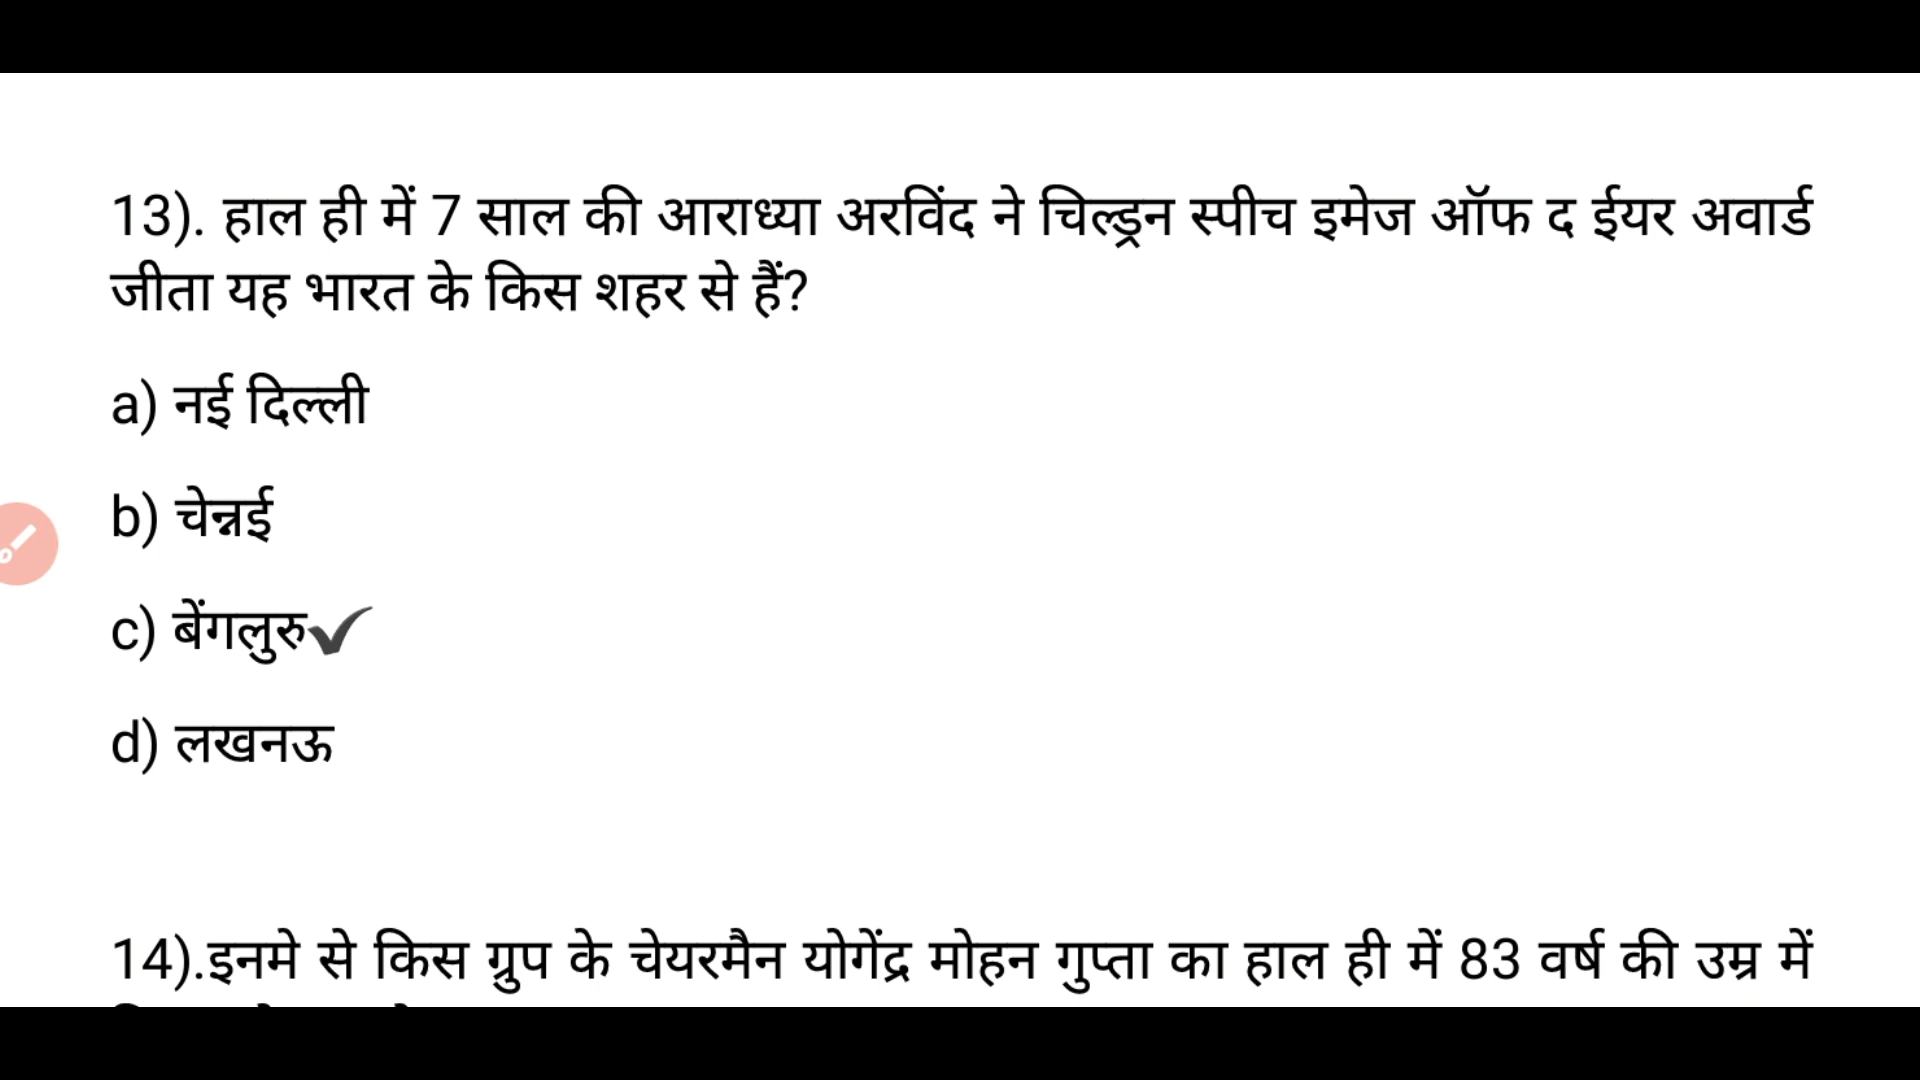 13). हाल ही में 7 साल की आराध्या अरविंद ने चिल्ड्रन स्पीच इमेज ऑफ द ईयर अवार्ड
जीता यह भारत के किस शहर से हैं?
a) नई दिल्ली
b) चेन्नई
c) बेंगलुरु✔
d) लखनऊ
14).इनमे से किस ग्रुप के चेयरमैन योगेंद्र मोहन गुप्ता का हाल ही में 83 वर्ष की उम्र में